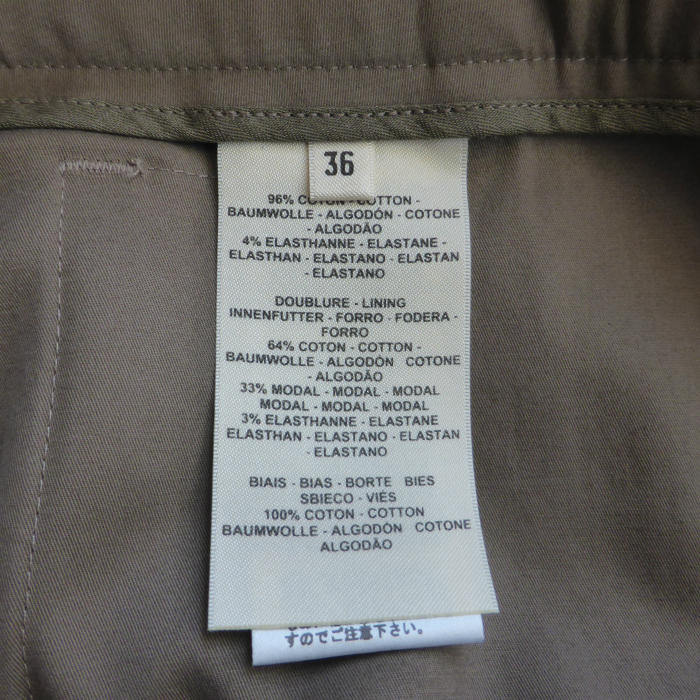 36
96% COTON - COTTON -
BAUMWOLLE - ALGODÓN - COTONE
- ALGODÃO
4% ELASTHANNE - ELASTANE -
ELASTHAN - ELASTANO - ELASTAN
- ELASTANO
DOUBLURE - LINING
INNENFUTTER - FORRO - FODERA -
FORRO
64% COTON - COTTON -
BAUMWOLLE - ALGODÓN COTONE
- ALGODÃO
33% MODAL - MODAL - MODAL
MODAL - MODAL - MODAL
3% ELASTHANNE - ELASTANE
ELASTHAN - ELASTANO - ELASTAN
- ELASTANO
BIAIS - BIAS - BORTE BIES
SBIECO - VIÉS
100% COTON - COTTON
BAUMWOLLE - ALGODÓN COTONE
ALGODÃO
すのでご注意下さい。